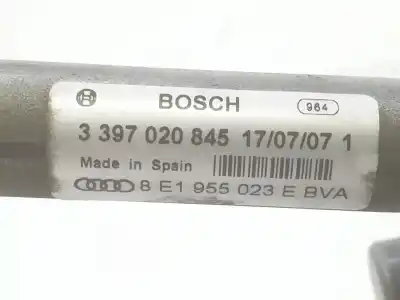 BOSCH 964
3 397 020 845 17/07/07 1
Made in Spain
8 E1 955 023 E BVA